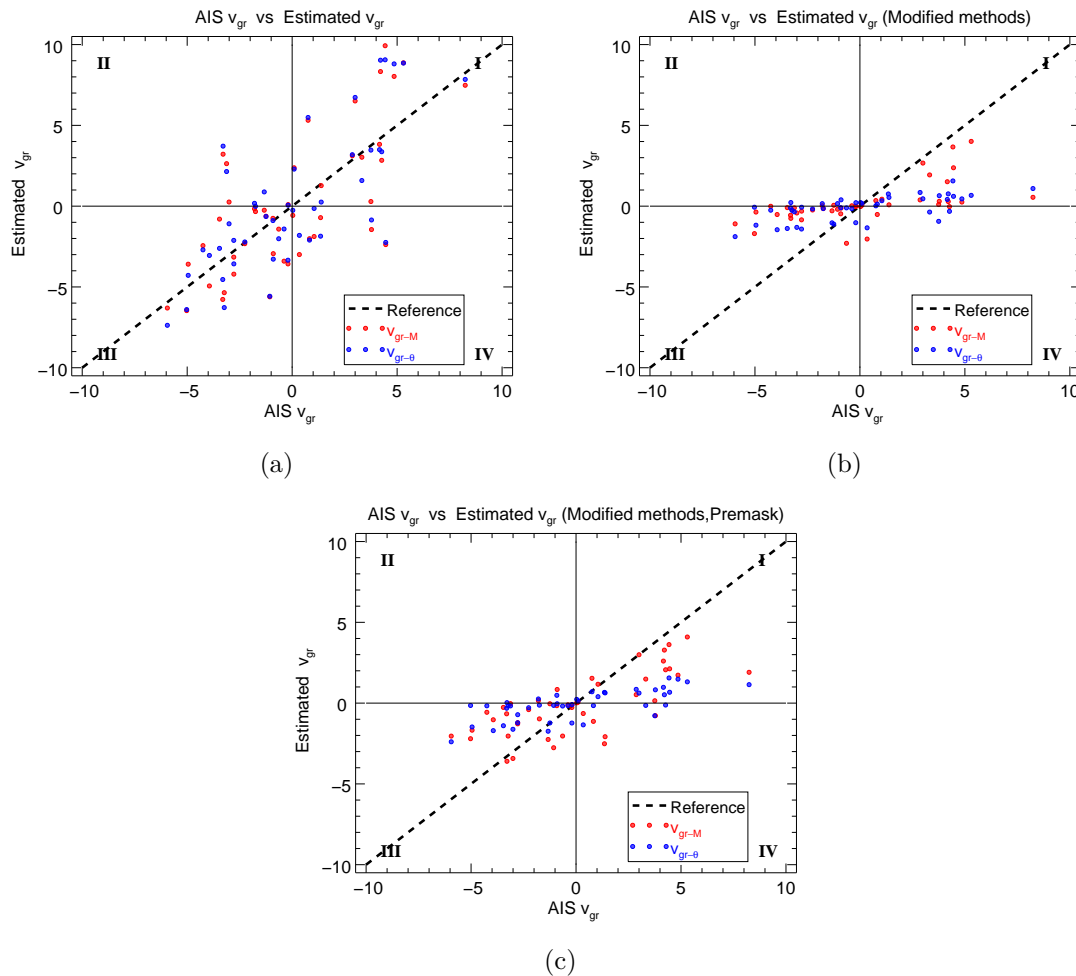 AIS v_gr vs Estimated v_gr
10
5
0
−5
−10
Estimated v_gr
II
I
III
IV
Reference
v_gr−M
v_gr−θ
−10 −5 0 5 10
AIS v_gr
(a)
AIS v_gr vs Estimated v_gr (Modified methods)
10
5
0
−5
−10
Estimated v_gr
II
I
III
IV
Reference
v_gr−M
v_gr−θ
−10 −5 0 5 10
AIS v_gr
(b)
AIS v_gr vs Estimated v_gr (Modified methods,Premask)
10
5
0
−5
−10
Estimated v_gr
II
I
III
IV
Reference
v_gr−M
v_gr−θ
−10 −5 0 5 10
AIS v_gr
(c)